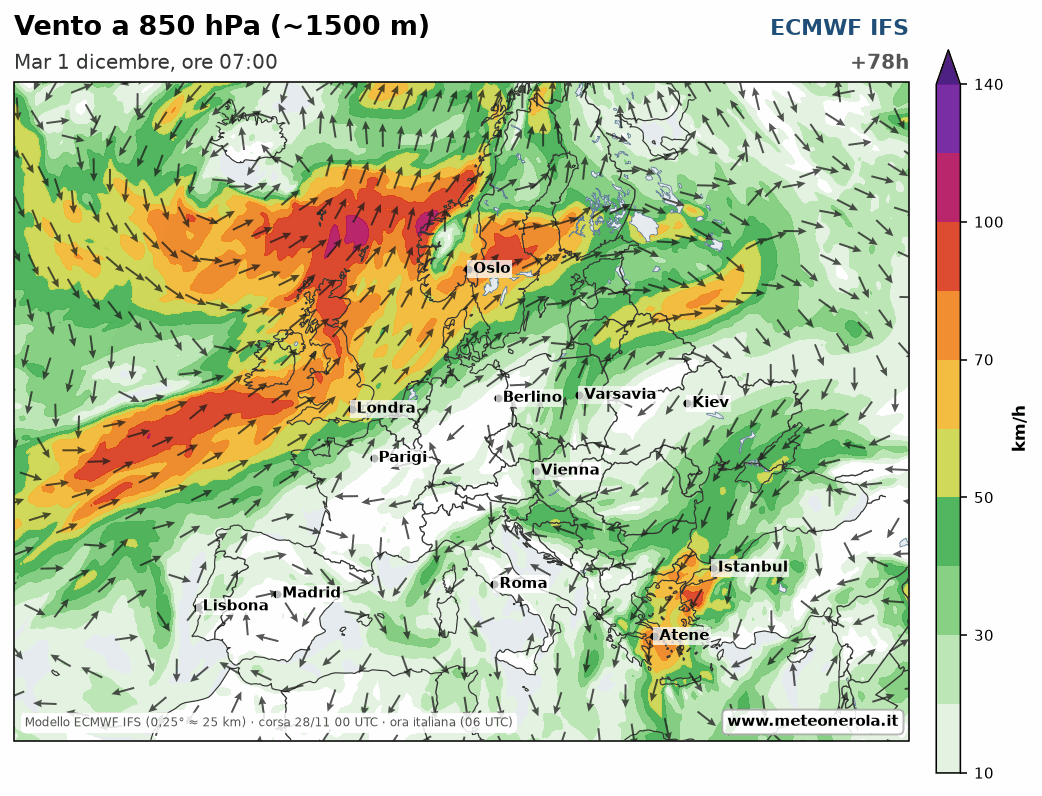 Vento a 850 hPa (~1500 m)
ECMWF IFS
Mar 1 dicembre, ore 07:00
+78h
140
100
70
50
30
10
km/h
Oslo
Londra
Berlino
Varsavia
Kiev
Parigi
Vienna
Istanbul
Roma
Madrid
Lisbona
Atene
Modello ECMWF IFS (0,25° ≈ 25 km) · corsa 28/11 00 UTC · ora italiana (06 UTC)
www.meteonerola.it